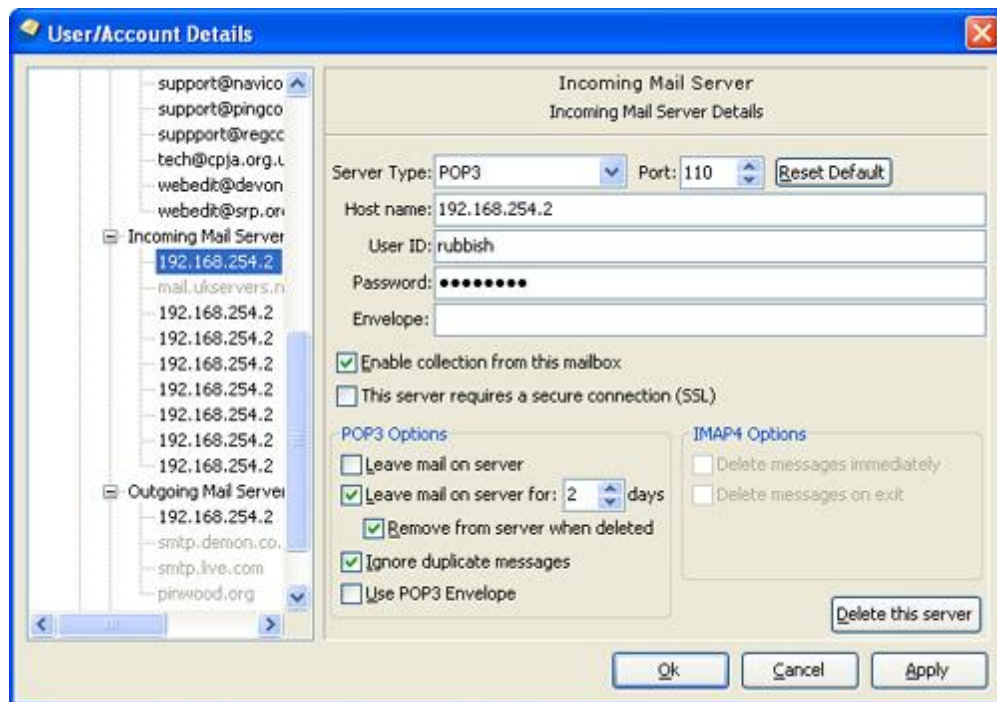 User/Account Details
support@navico
support@pingco
suppport@regcc
tech@cpja.org.u
webedit@devon
webedit@srp.or
Incoming Mail Server
192.168.254.2
mail.ukservers.n
192.168.254.2
192.168.254.2
192.168.254.2
192.168.254.2
192.168.254.2
192.168.254.2
192.168.254.2
Outgoing Mail Server
192.168.254.2
smtp.demon.co.
smtp.live.com
pinwood.org
Incoming Mail Server
Incoming Mail Server Details
Server Type: POP3 Port: 110 Reset Default
Host name: 192.168.254.2
User ID: rubbish
Password: ●●●●●●●●
Envelope:
Enable collection from this mailbox
This server requires a secure connection (SSL)
POP3 Options
Leave mail on server
Leave mail on server for: 2 days
Remove from server when deleted
Ignore duplicate messages
Use POP3 Envelope
IMAP4 Options
Delete messages immediately
Delete messages on exit
Delete this server
Ok Cancel Apply